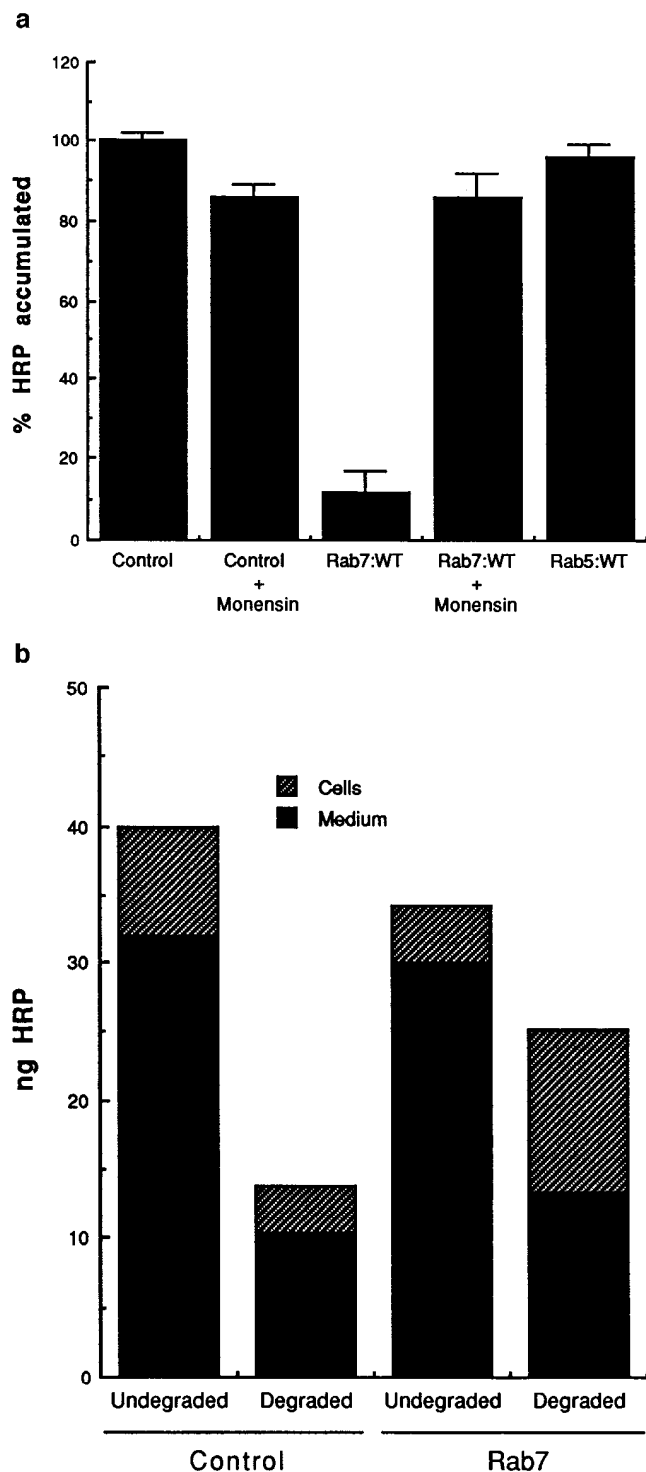 a
120
100
80
60
40
20
0
% HRP accumulated
Control
Control
+
Monensin
Rab7:WT
Rab7:WT
+
Monensin
Rab5:WT
b
50
40
30
20
10
0
ng HRP
Cells
Medium
Undegraded
Degraded
Undegraded
Degraded
Control
Rab7